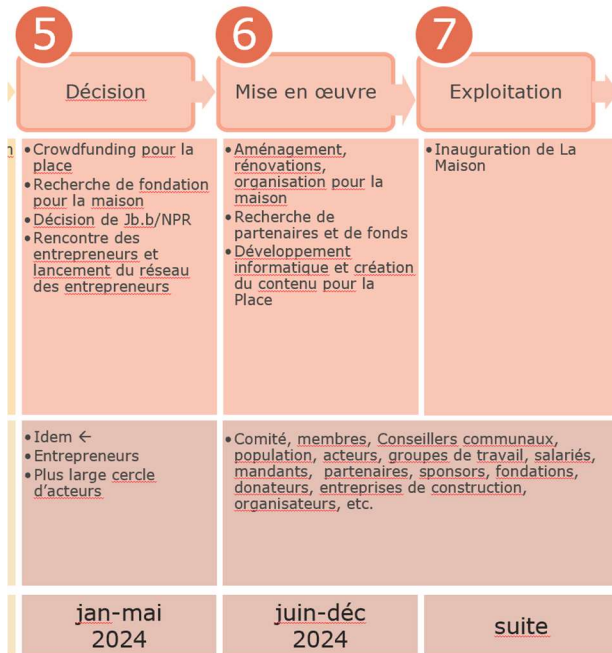 5
6
7
Décision
Mise en œuvre
Exploitation
n
• Crowdfunding pour la
place
• Recherche de fondation
pour la maison
• Décision de Jb.b/NPR
• Rencontre des
entrepreneurs et
lancement du réseau
des entrepreneurs
• Aménagement,
rénovations,
organisation pour la
maison
• Recherche de
partenaires et de fonds
• Développement
informatique et création
du contenu pour la
Place
• Inauguration de La
Maison
• Idem ←
• Entrepreneurs
• Plus large cercle
d’acteurs
• Comité, membres, Conseillers communaux,
population, acteurs, groupes de travail, salariés,
mandants, partenaires, sponsors, fondations,
donateurs, entreprises de construction,
organisateurs, etc.
jan-mai
2024
juin-déc
2024
suite